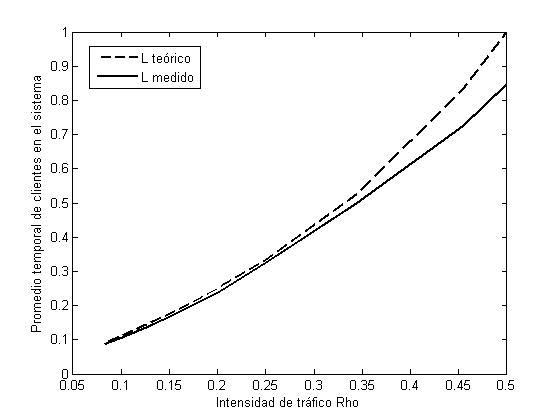 1
0.9
0.8
0.7
0.6
0.5
0.4
0.3
0.2
0.1
0
Promedio temporal de clientes en el sistema
L teórico
L medido
0.05 0.1 0.15 0.2 0.25 0.3 0.35 0.4 0.45 0.5
Intensidad de tráfico Rho